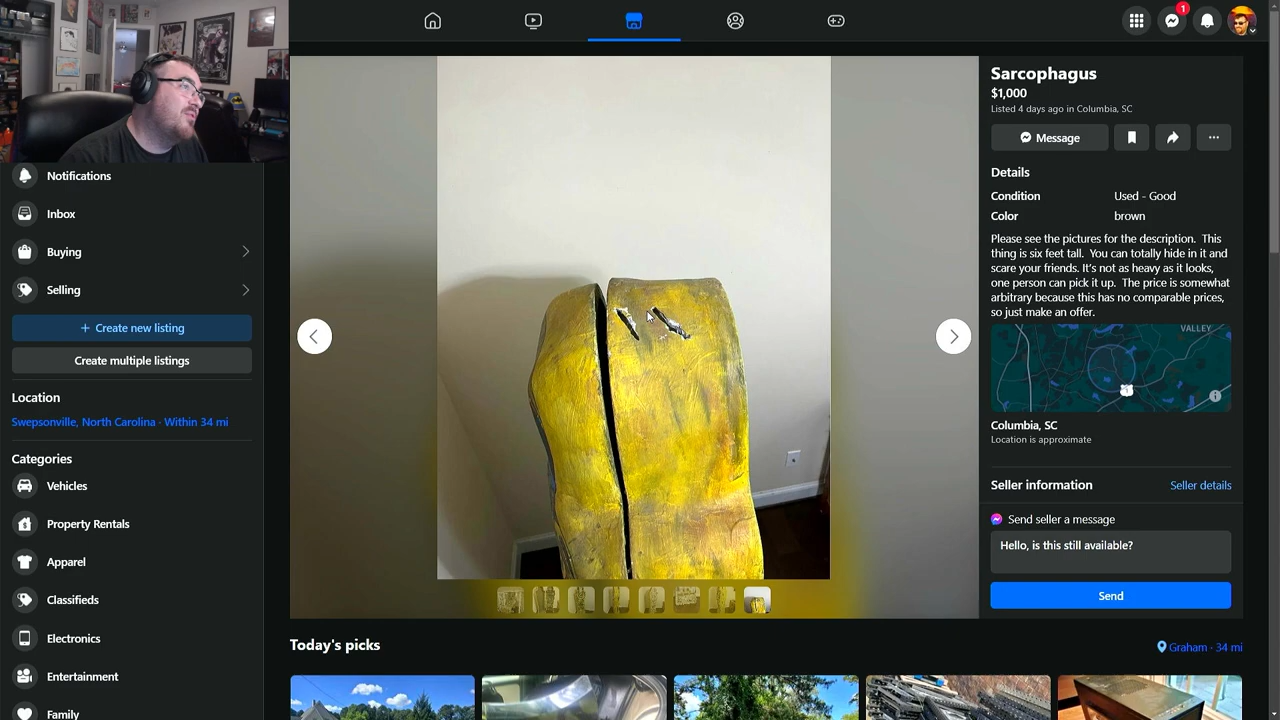 1
Notifications
Inbox
Buying
Selling
+ Create new listing
Create multiple listings
Location
Swepsonville, North Carolina · Within 34 mi
Categories
Vehicles
Property Rentals
Apparel
Classifieds
Electronics
Entertainment
Family
Sarcophagus
$1,000
Listed 4 days ago in Columbia, SC
Message
Details
Condition Used - Good
Color brown
Please see the pictures for the description. This
thing is six feet tall. You can totally hide in it and
scare your friends. It's not as heavy as it looks,
one person can pick it up. The price is somewhat
arbitrary because this has no comparable prices,
so just make an offer.
VALLEY
Columbia, SC
Location is approximate
Seller information Seller details
Send seller a message
Hello, is this still available?
Send
Today's picks
Graham · 34 mi